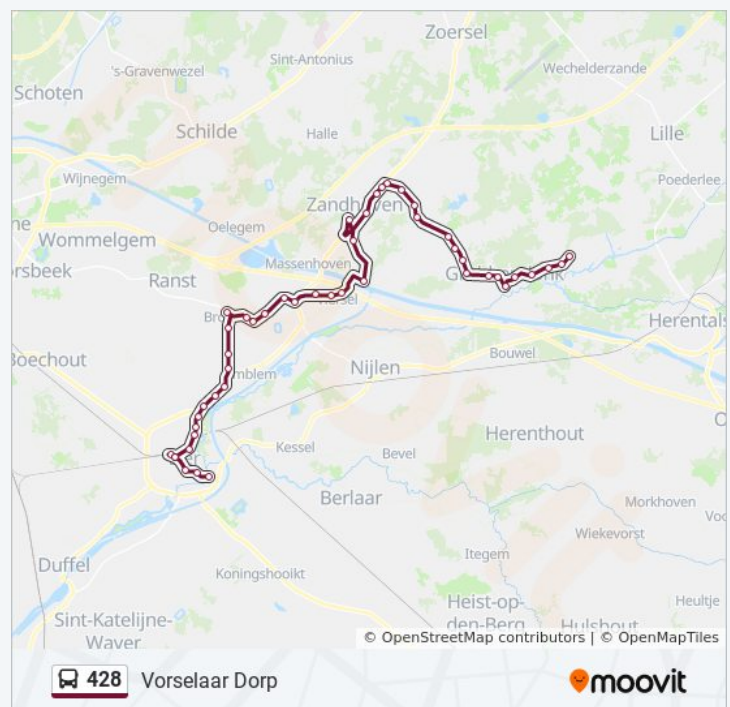 Zoersel
Sint-Antonius
Wechelderzande
's-Gravenwezel
Schoten
Schilde
Halle
Lille
Wijnegem
Poederlee
Zandhoven
Oelegem
Wommelgem
Massenhoven
orsbeek
Ranst
Herentals
Bouwel
Boechout
Nijlen
Herenthout
Kessel
Bevel
Berlaar
Morkhoven
Wiekevorst
Itegem
Duffel
Koningshooikt
Heist-op-
den-Berg
Heultje
Hulshout
Sint-Katelijne-
Waver
© OpenStreetMap contributors | © OpenMapTiles
428
Vorselaar Dorp
moovit